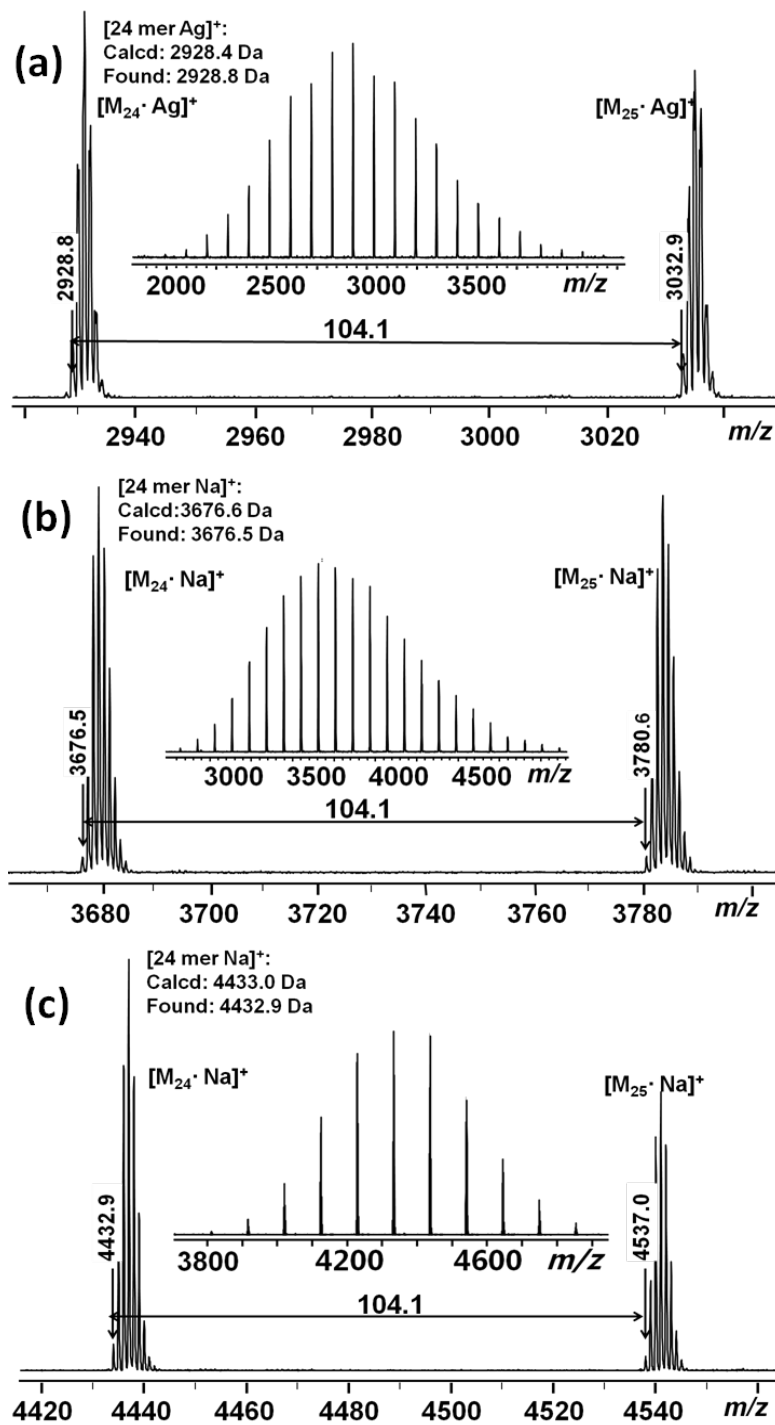 (a)
[24 mer Ag]+:
Calcd: 2928.4 Da
Found: 2928.8 Da
[M24· Ag]+
[M25· Ag]+
2928.8
3032.9
2000 2500 3000 3500 m/z
104.1
2940 2960 2980 3000 3020 m/z
(b)
[24 mer Na]+:
Calcd:3676.6 Da
Found: 3676.5 Da
[M24· Na]+
[M25· Na]+
3676.5
3780.6
3000 3500 4000 4500 m/z
104.1
3680 3700 3720 3740 3760 3780 m/z
(c)
[24 mer Na]+:
Calcd: 4433.0 Da
Found: 4432.9 Da
[M24· Na]+
[M25· Na]+
4432.9
4537.0
3800 4200 4600 m/z
104.1
4420 4440 4460 4480 4500 4540 m/z